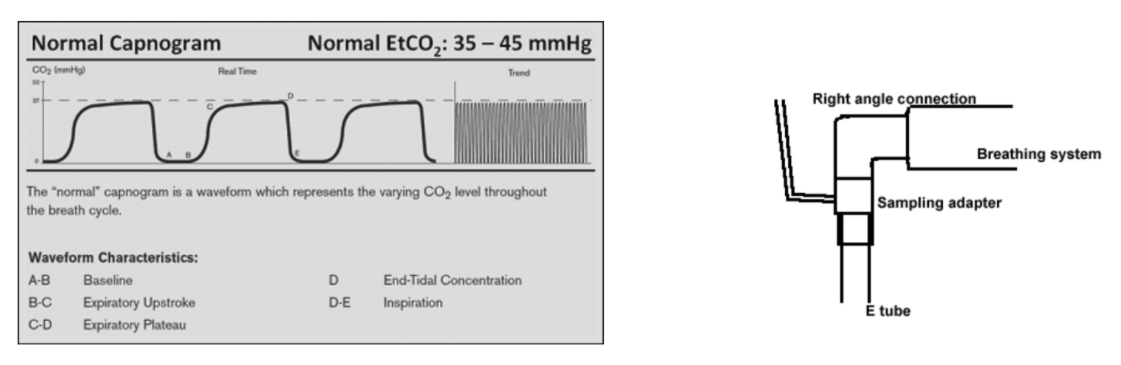 Normal Capnogram Normal EtCO₂: 35 – 45 mmHg
CO₂ (mmHg) Real Time Trend
50
37
0
C
D
A B
E
The "normal" capnogram is a waveform which represents the varying CO₂ level throughout
the breath cycle.
Waveform Characteristics:
A-B Baseline D End-Tidal Concentration
B-C Expiratory Upstroke D-E Inspiration
C-D Expiratory Plateau
Right angle connection
Breathing system
Sampling adapter
E tube